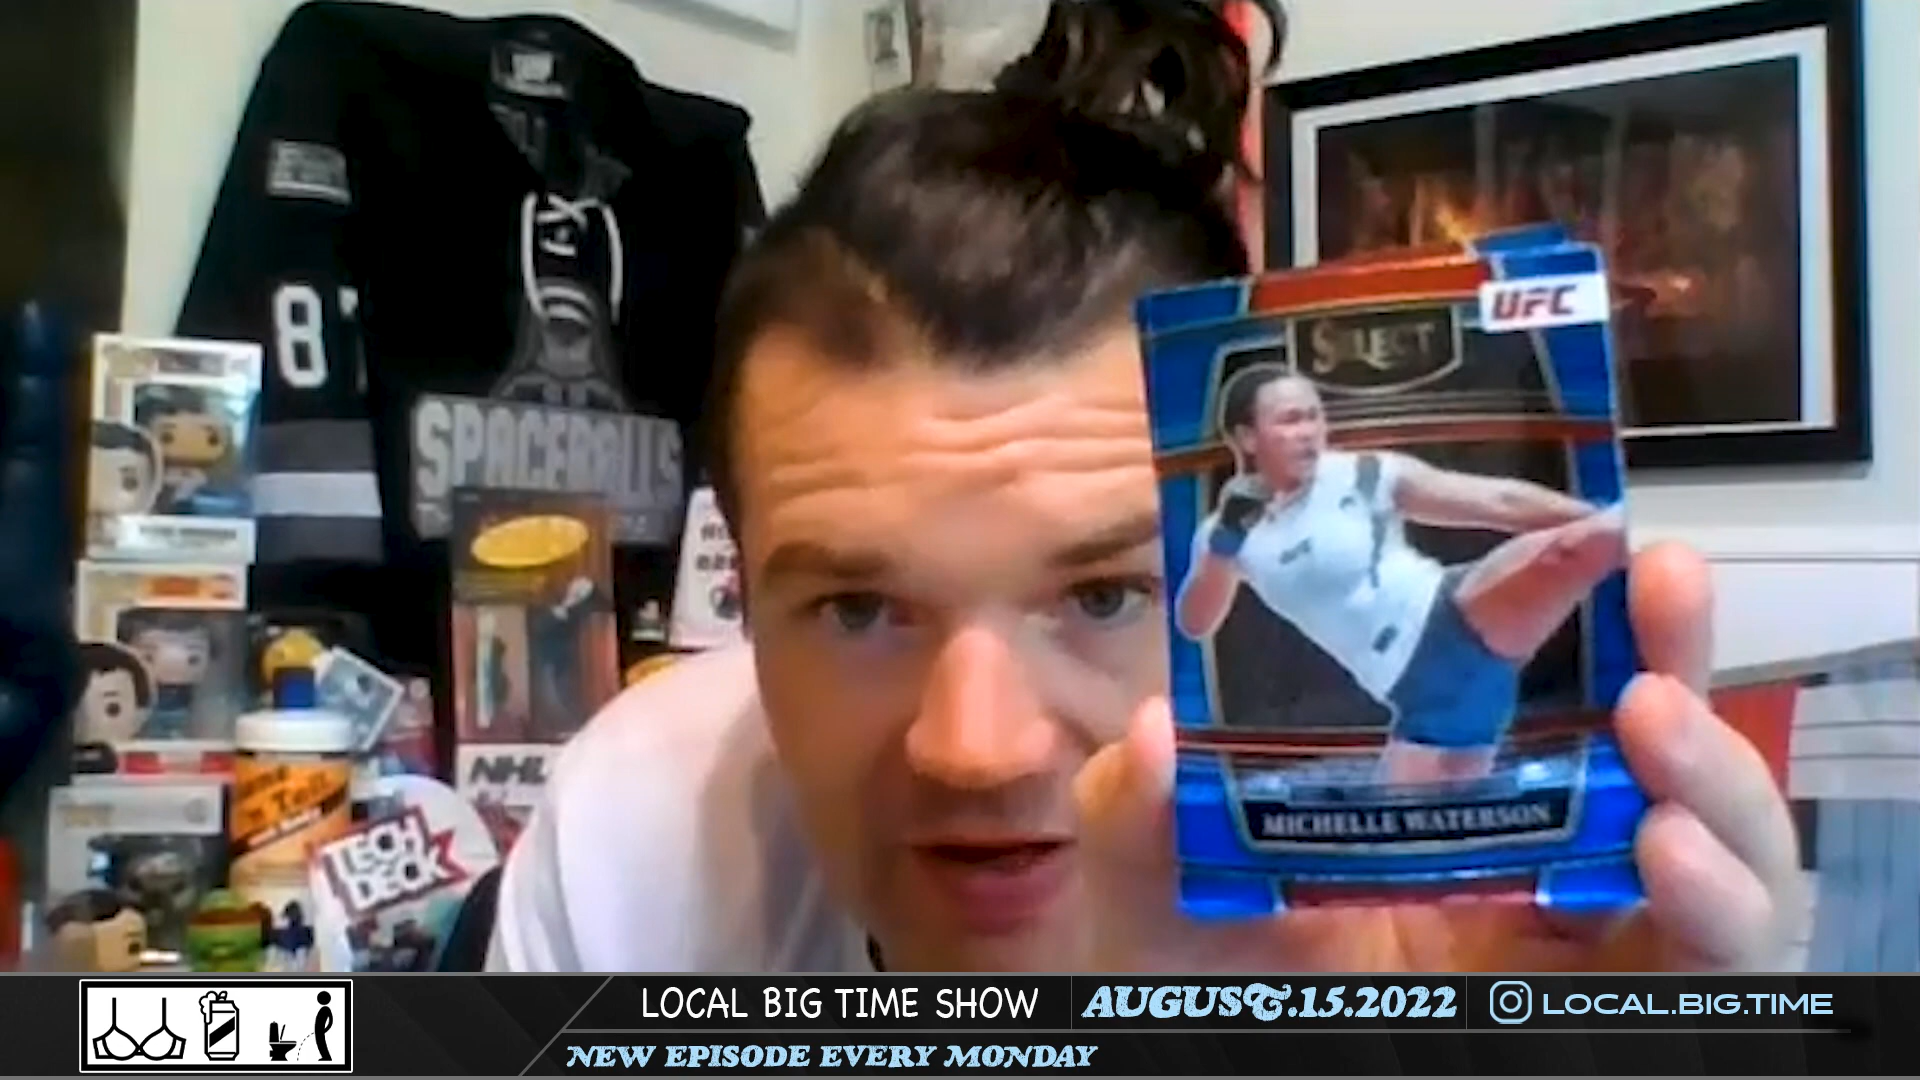 UFC
SELECT
8
SPACEBALLS
NHL
TECH
DECK
MICHELLE WATERSON
LOCAL BIG TIME SHOW
AUGUST.15.2022
LOCAL.BIG.TIME
NEW EPISODE EVERY MONDAY